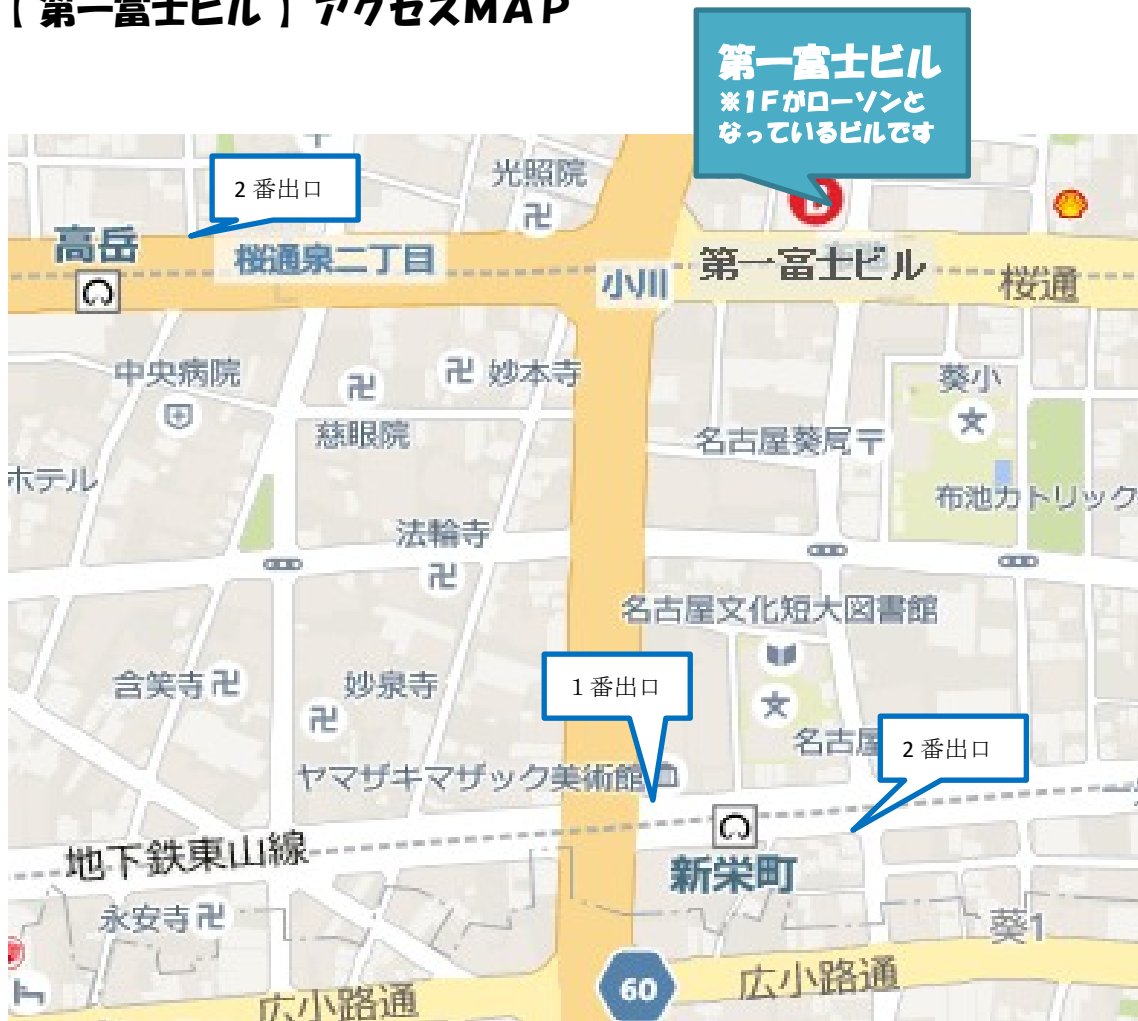 【 第一富士ビル 】 アクセスMAP
第一富士ビル
※1Fがローソンと
なっているビルです
2 番出口
光照院
高岳
桜通泉二丁目
小川
第一富士ビル
桜通
中央病院
妙本寺
葵小
慈眼院
名古屋葵局〒
ホテル
布池カトリック
法輪寺
名古屋文化短大図書館
含笑寺
妙泉寺
1 番出口
名古屋
2 番出口
ヤマザキマザック美術館
地下鉄東山線
新栄町
永安寺
葵1
60
広小路通
広小路通